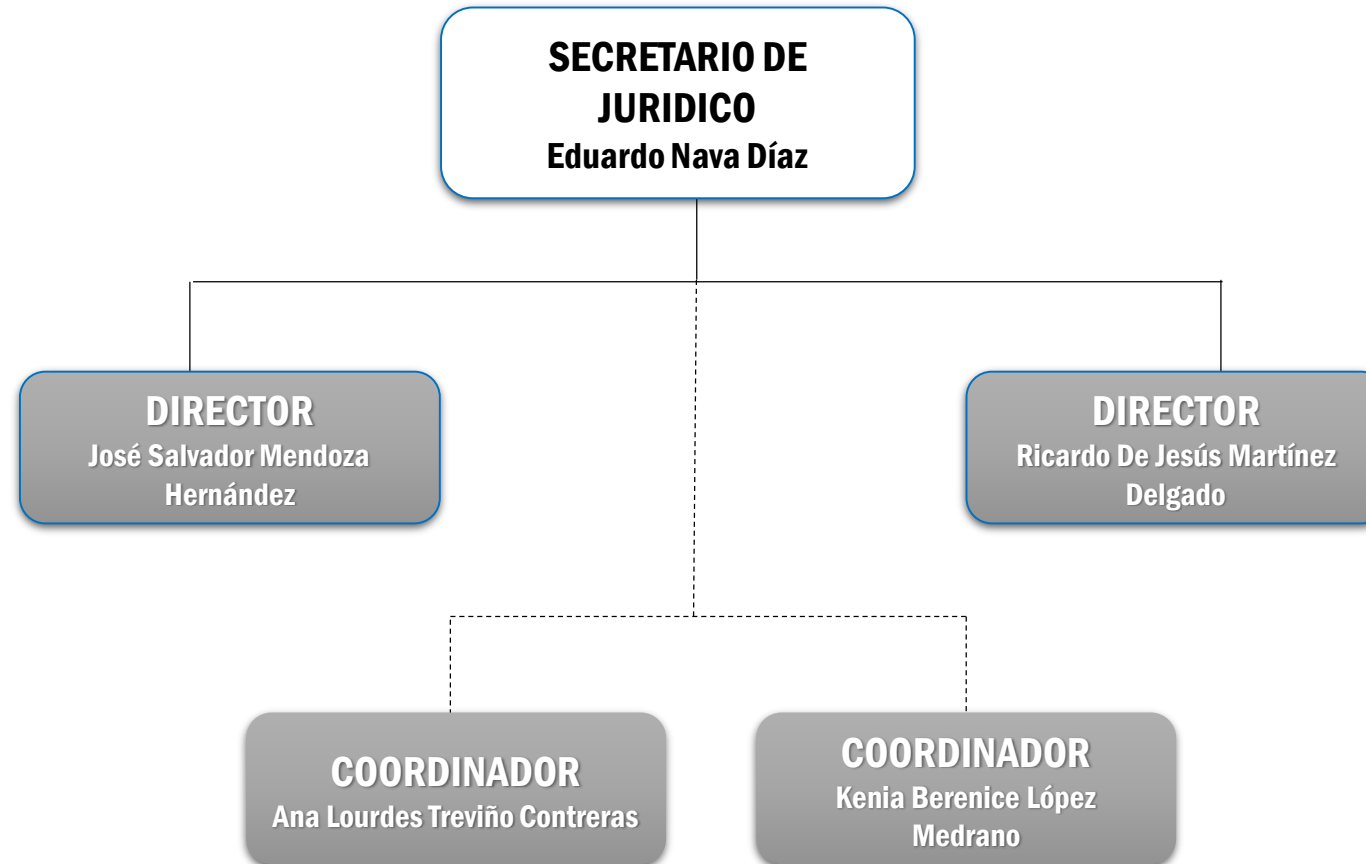 SECRETARIO DE
JURIDICO
Eduardo Nava Díaz
DIRECTOR
José Salvador Mendoza
Hernández
DIRECTOR
Ricardo De Jesús Martínez
Delgado
COORDINADOR
Ana Lourdes Treviño Contreras
COORDINADOR
Kenia Berenice López
Medrano